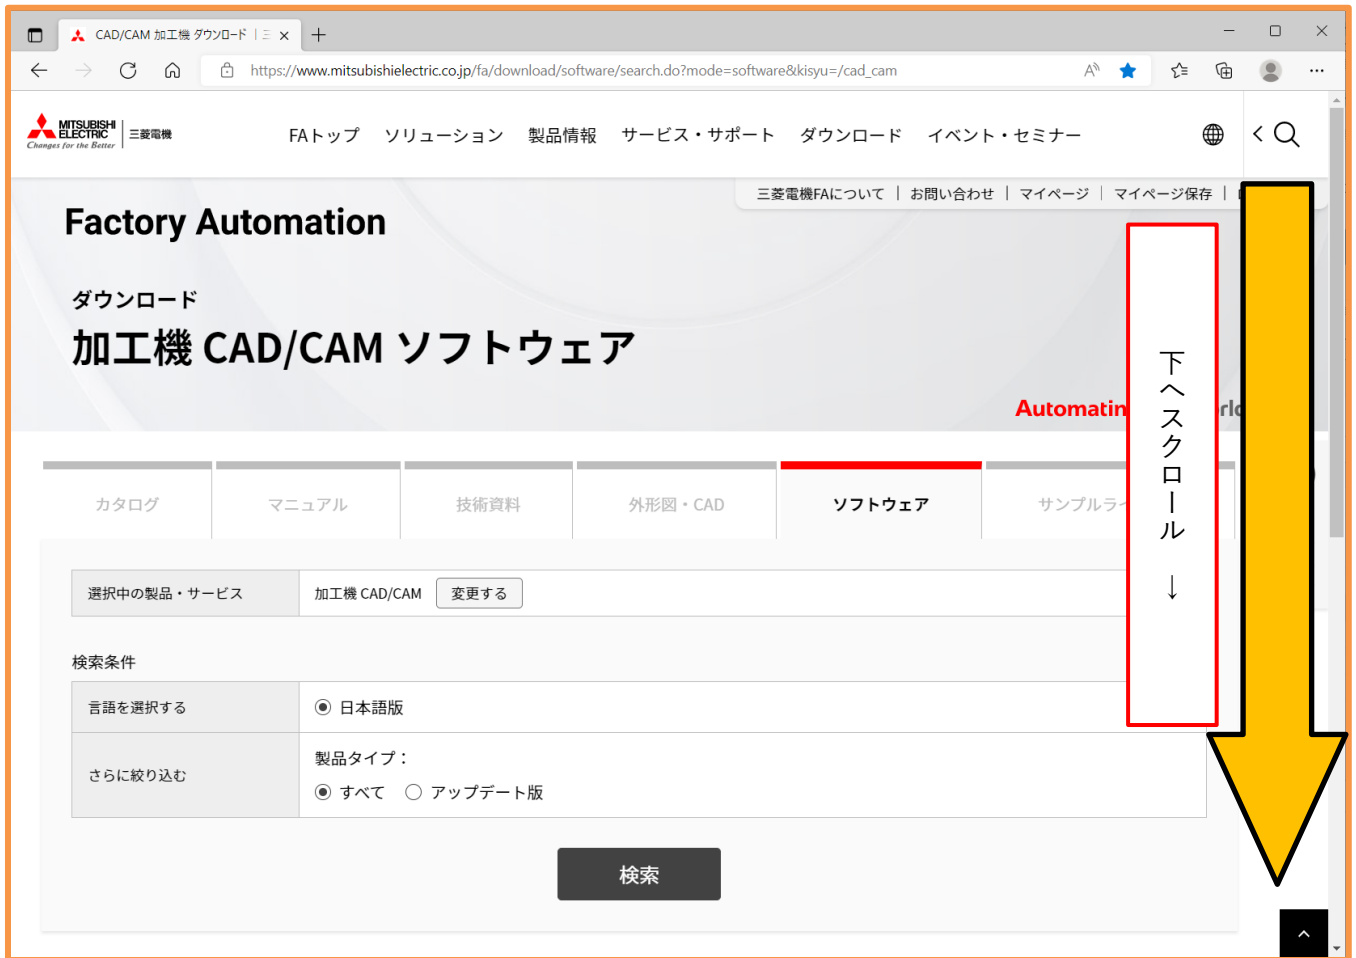 CAD/CAM 加工機 ダウンロード | 三
https://www.mitsubishielectric.co.jp/fa/download/software/search.do?mode=software&kisyu=/cad_cam
MITSUBISHI ELECTRIC 三菱電機
Changes for the Better
FAトップ ソリューション 製品情報 サービス・サポート ダウンロード イベント・セミナー
三菱電機FAについて | お問い合わせ | マイページ | マイページ保存 |
Factory Automation
ダウンロード
加工機 CAD/CAM ソフトウェア
Automatin
下へスクロール ↓
カタログ マニュアル 技術資料 外形図・CAD ソフトウェア サンプルラ
選択中の製品・サービス 加工機 CAD/CAM 変更する
検索条件
言語を選択する 日本語版
さらに絞り込む 製品タイプ：
すべて アップデート版
検索